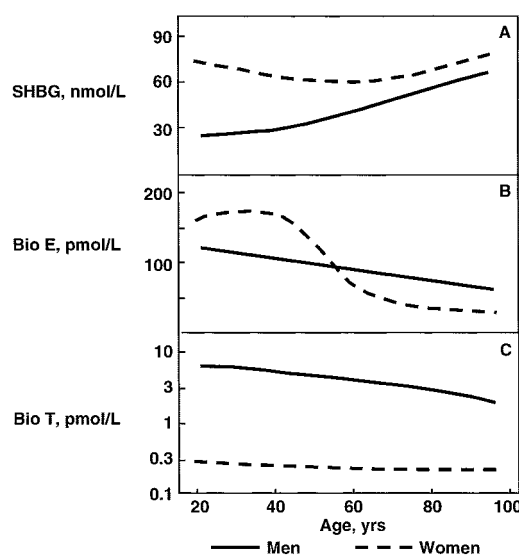 A
90
60
30
SHBG, nmol/L
B
200
100
Bio E, pmol/L
C
10
3
1
0.3
0.1
Bio T, pmol/L
20 40 60 80 100
Age, yrs
Men Women